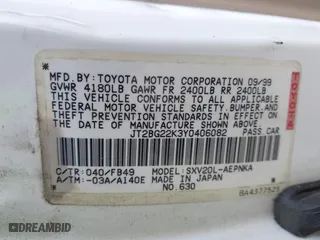 MFD. BY TOYOTA MOTOR CORPORATION 09/99
GVWR 4180LB GAWR FR 2400LB RR 2400LB
THIS VEHICLE CONFORMS TO ALL APPLICABLE
FEDERAL MOTOR VEHICLE SAFETY, BUMPER, AND
THEFT PREVENTION STANDARDS IN EFFECT ON
THE DATE OF MANUFACTURE SHOWN ABOVE.
JT2BG22K3Y0406082 PASS. CAR
C/TR: 040/FB49 MODEL: SXV20L-AEPNKA
A/TM: -03A/A140E MADE IN JAPAN
NO. 630